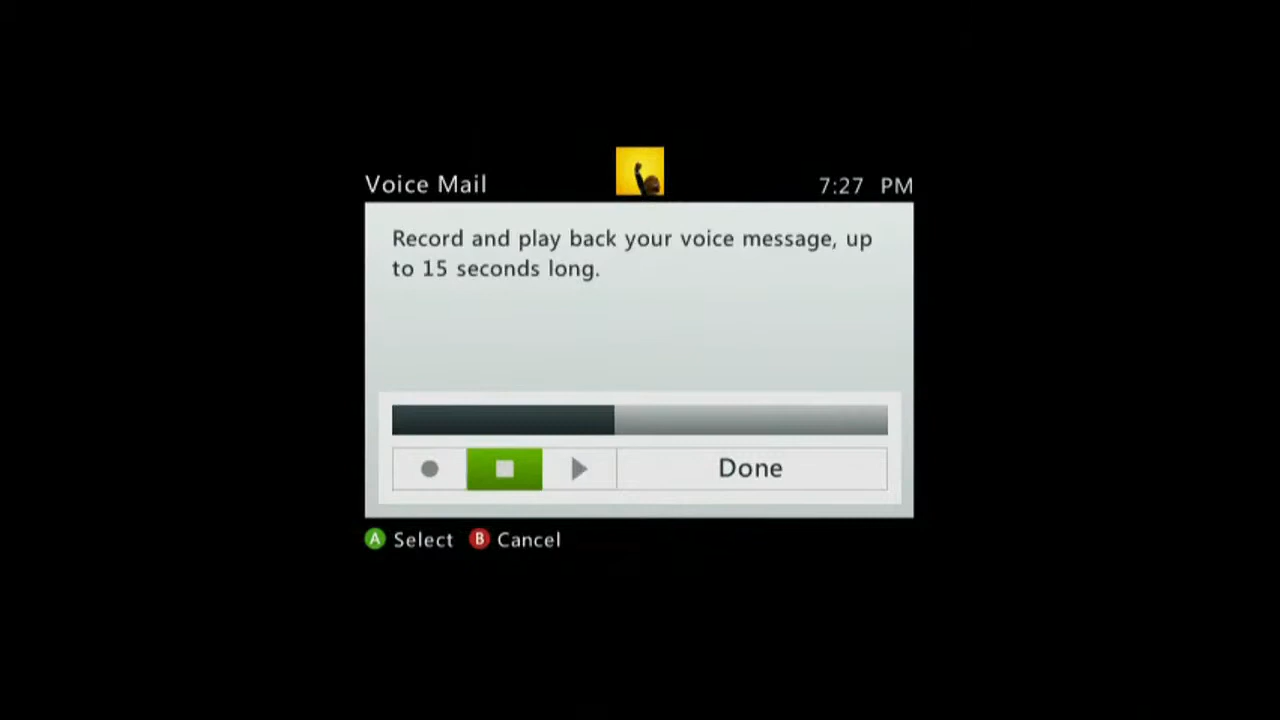 Voice Mail
7:27 PM
Record and play back your voice message, up
to 15 seconds long.
Done
A Select B Cancel